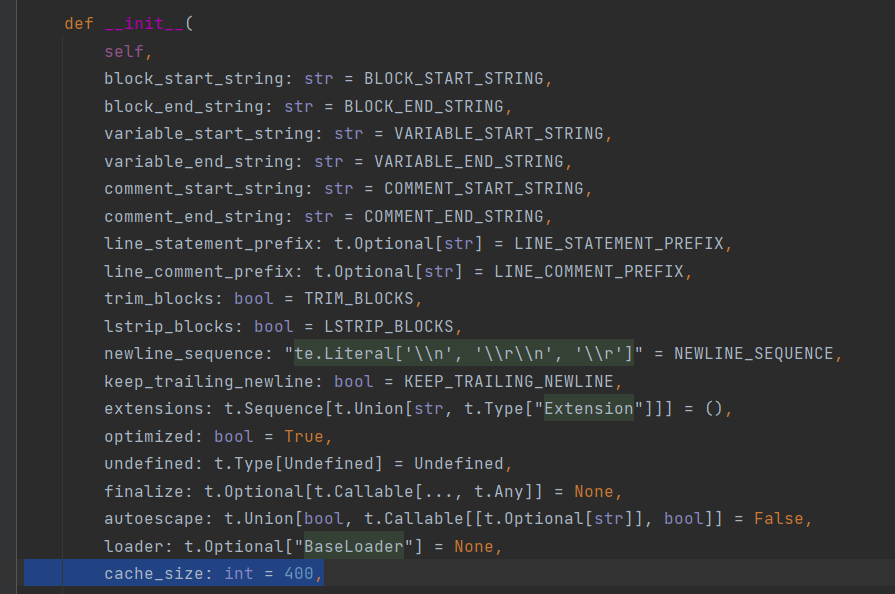 def __init__(
self,
block_start_string: str = BLOCK_START_STRING,
block_end_string: str = BLOCK_END_STRING,
variable_start_string: str = VARIABLE_START_STRING,
variable_end_string: str = VARIABLE_END_STRING,
comment_start_string: str = COMMENT_START_STRING,
comment_end_string: str = COMMENT_END_STRING,
line_statement_prefix: t.Optional[str] = LINE_STATEMENT_PREFIX,
line_comment_prefix: t.Optional[str] = LINE_COMMENT_PREFIX,
trim_blocks: bool = TRIM_BLOCKS,
lstrip_blocks: bool = LSTRIP_BLOCKS,
newline_sequence: "te.Literal['\\n', '\\r\\n', '\\r']" = NEWLINE_SEQUENCE,
keep_trailing_newline: bool = KEEP_TRAILING_NEWLINE,
extensions: t.Sequence[t.Union[str, t.Type["Extension"]]] = (),
optimized: bool = True,
undefined: t.Type[Undefined] = Undefined,
finalize: t.Optional[t.Callable[..., t.Any]] = None,
autoescape: t.Union[bool, t.Callable[[t.Optional[str]], bool]] = False,
loader: t.Optional["BaseLoader"] = None,
cache_size: int = 400,